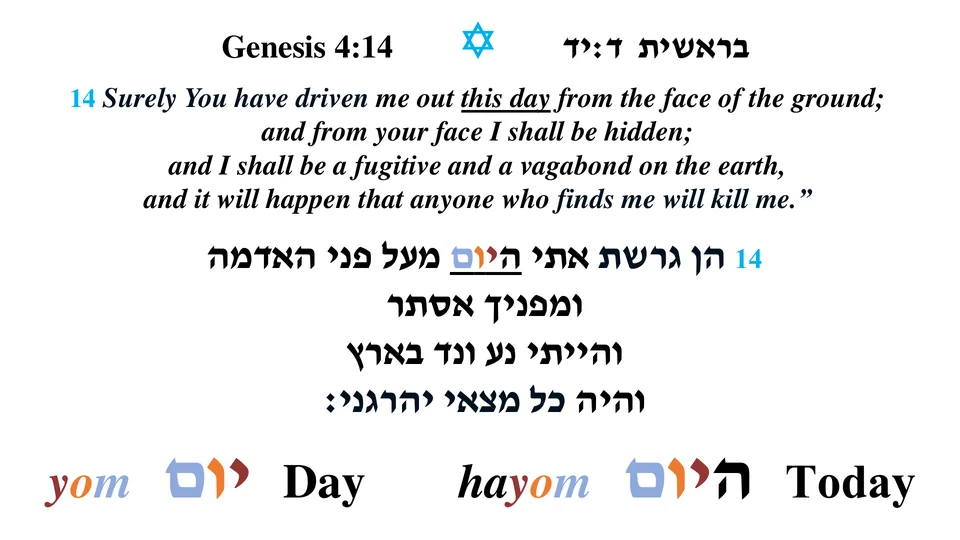 Genesis 4:14 ✡ בראשית ד:יד
14 Surely You have driven me out this day from the face of the ground;
and from your face I shall be hidden;
and I shall be a fugitive and a vagabond on the earth,
and it will happen that anyone who finds me will kill me.”
14 הן גרשת אתי היום מעל פני האדמה
ומפניך אסתר
והייתי נע ונד בארץ
והיה כל מצאי יהרגני:
yom יום Day hayom היום Today